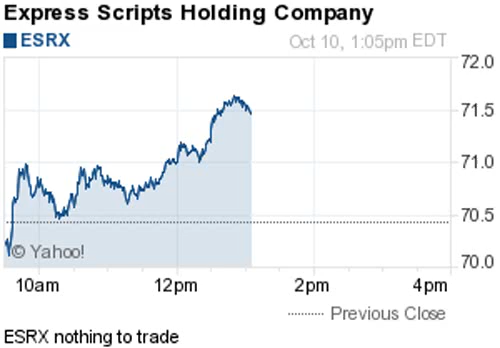 Express Scripts Holding Company
ESRX
Oct 10, 1:05pm EDT
72.0
71.5
71.0
70.5
70.0
© Yahoo!
10am 12pm 2pm 4pm
Previous Close
ESRX nothing to trade